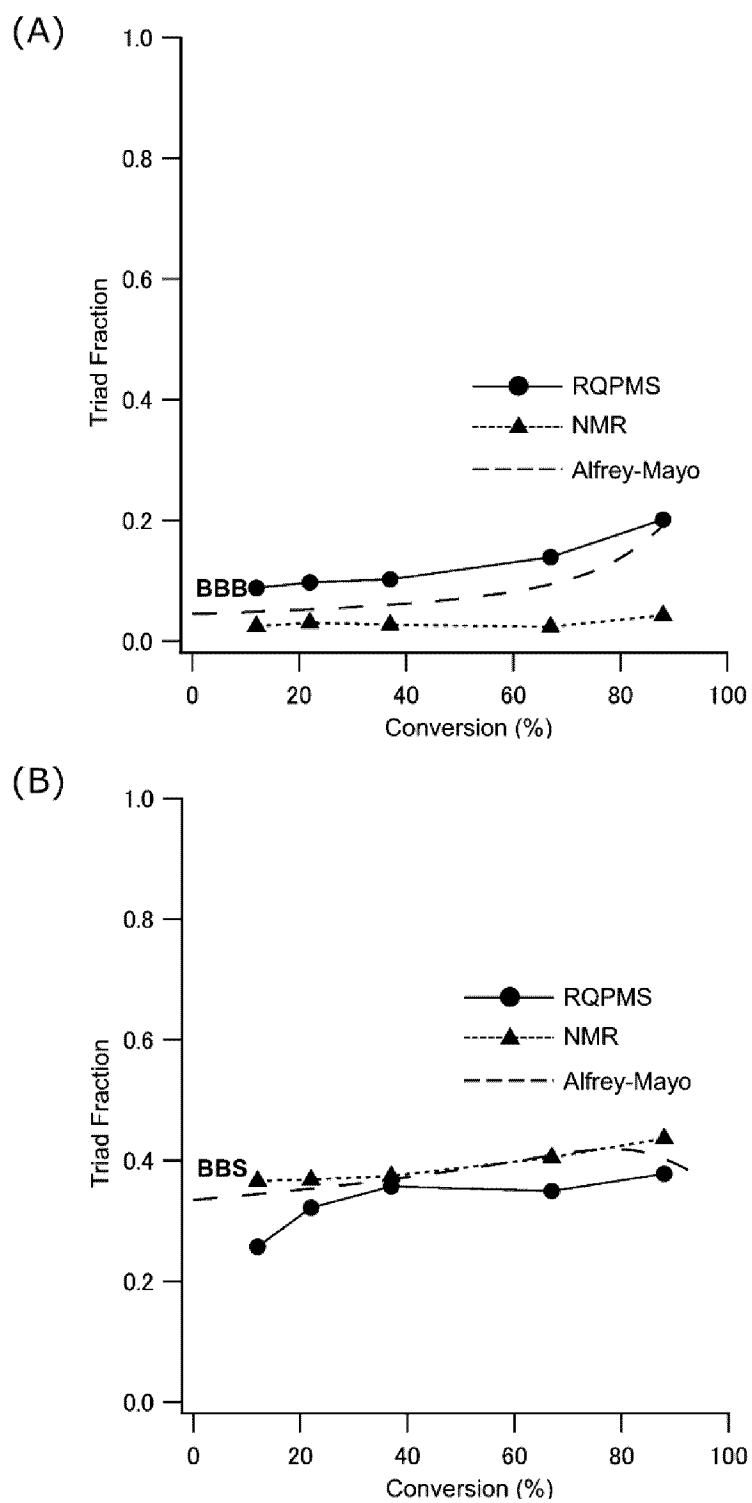 (A)
1.0
0.8
0.6
0.4
0.2
0.0
Triad Fraction
RQPMS
NMR
Alfrey-Mayo
BBB
0 20 40 60 80 100
Conversion (%)
(B)
1.0
0.8
0.6
0.4
0.2
0.0
Triad Fraction
RQPMS
NMR
Alfrey-Mayo
BBS
0 20 40 60 80 100
Conversion (%)